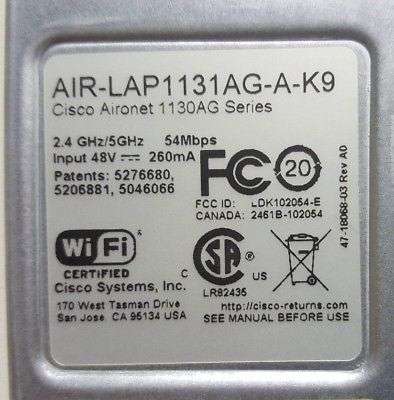 AIR-LAP1131AG-A-K9
Cisco Aironet 1130AG Series
2.4 GHz/5GHz 54Mbps
Input 48V ⎓ 260mA
Patents: 5276680,
5206881, 5046066
FC 20
FCC ID: LDK102054-E
CANADA: 2461B-102054
47-18068-03 Rev A0
Wi Fi
CERTIFIED
C SA US
LR82435
Cisco Systems, Inc.
170 West Tasman Drive
San Jose, CA 95134 USA
http://cisco-returns.com
SEE MANUAL BEFORE USE